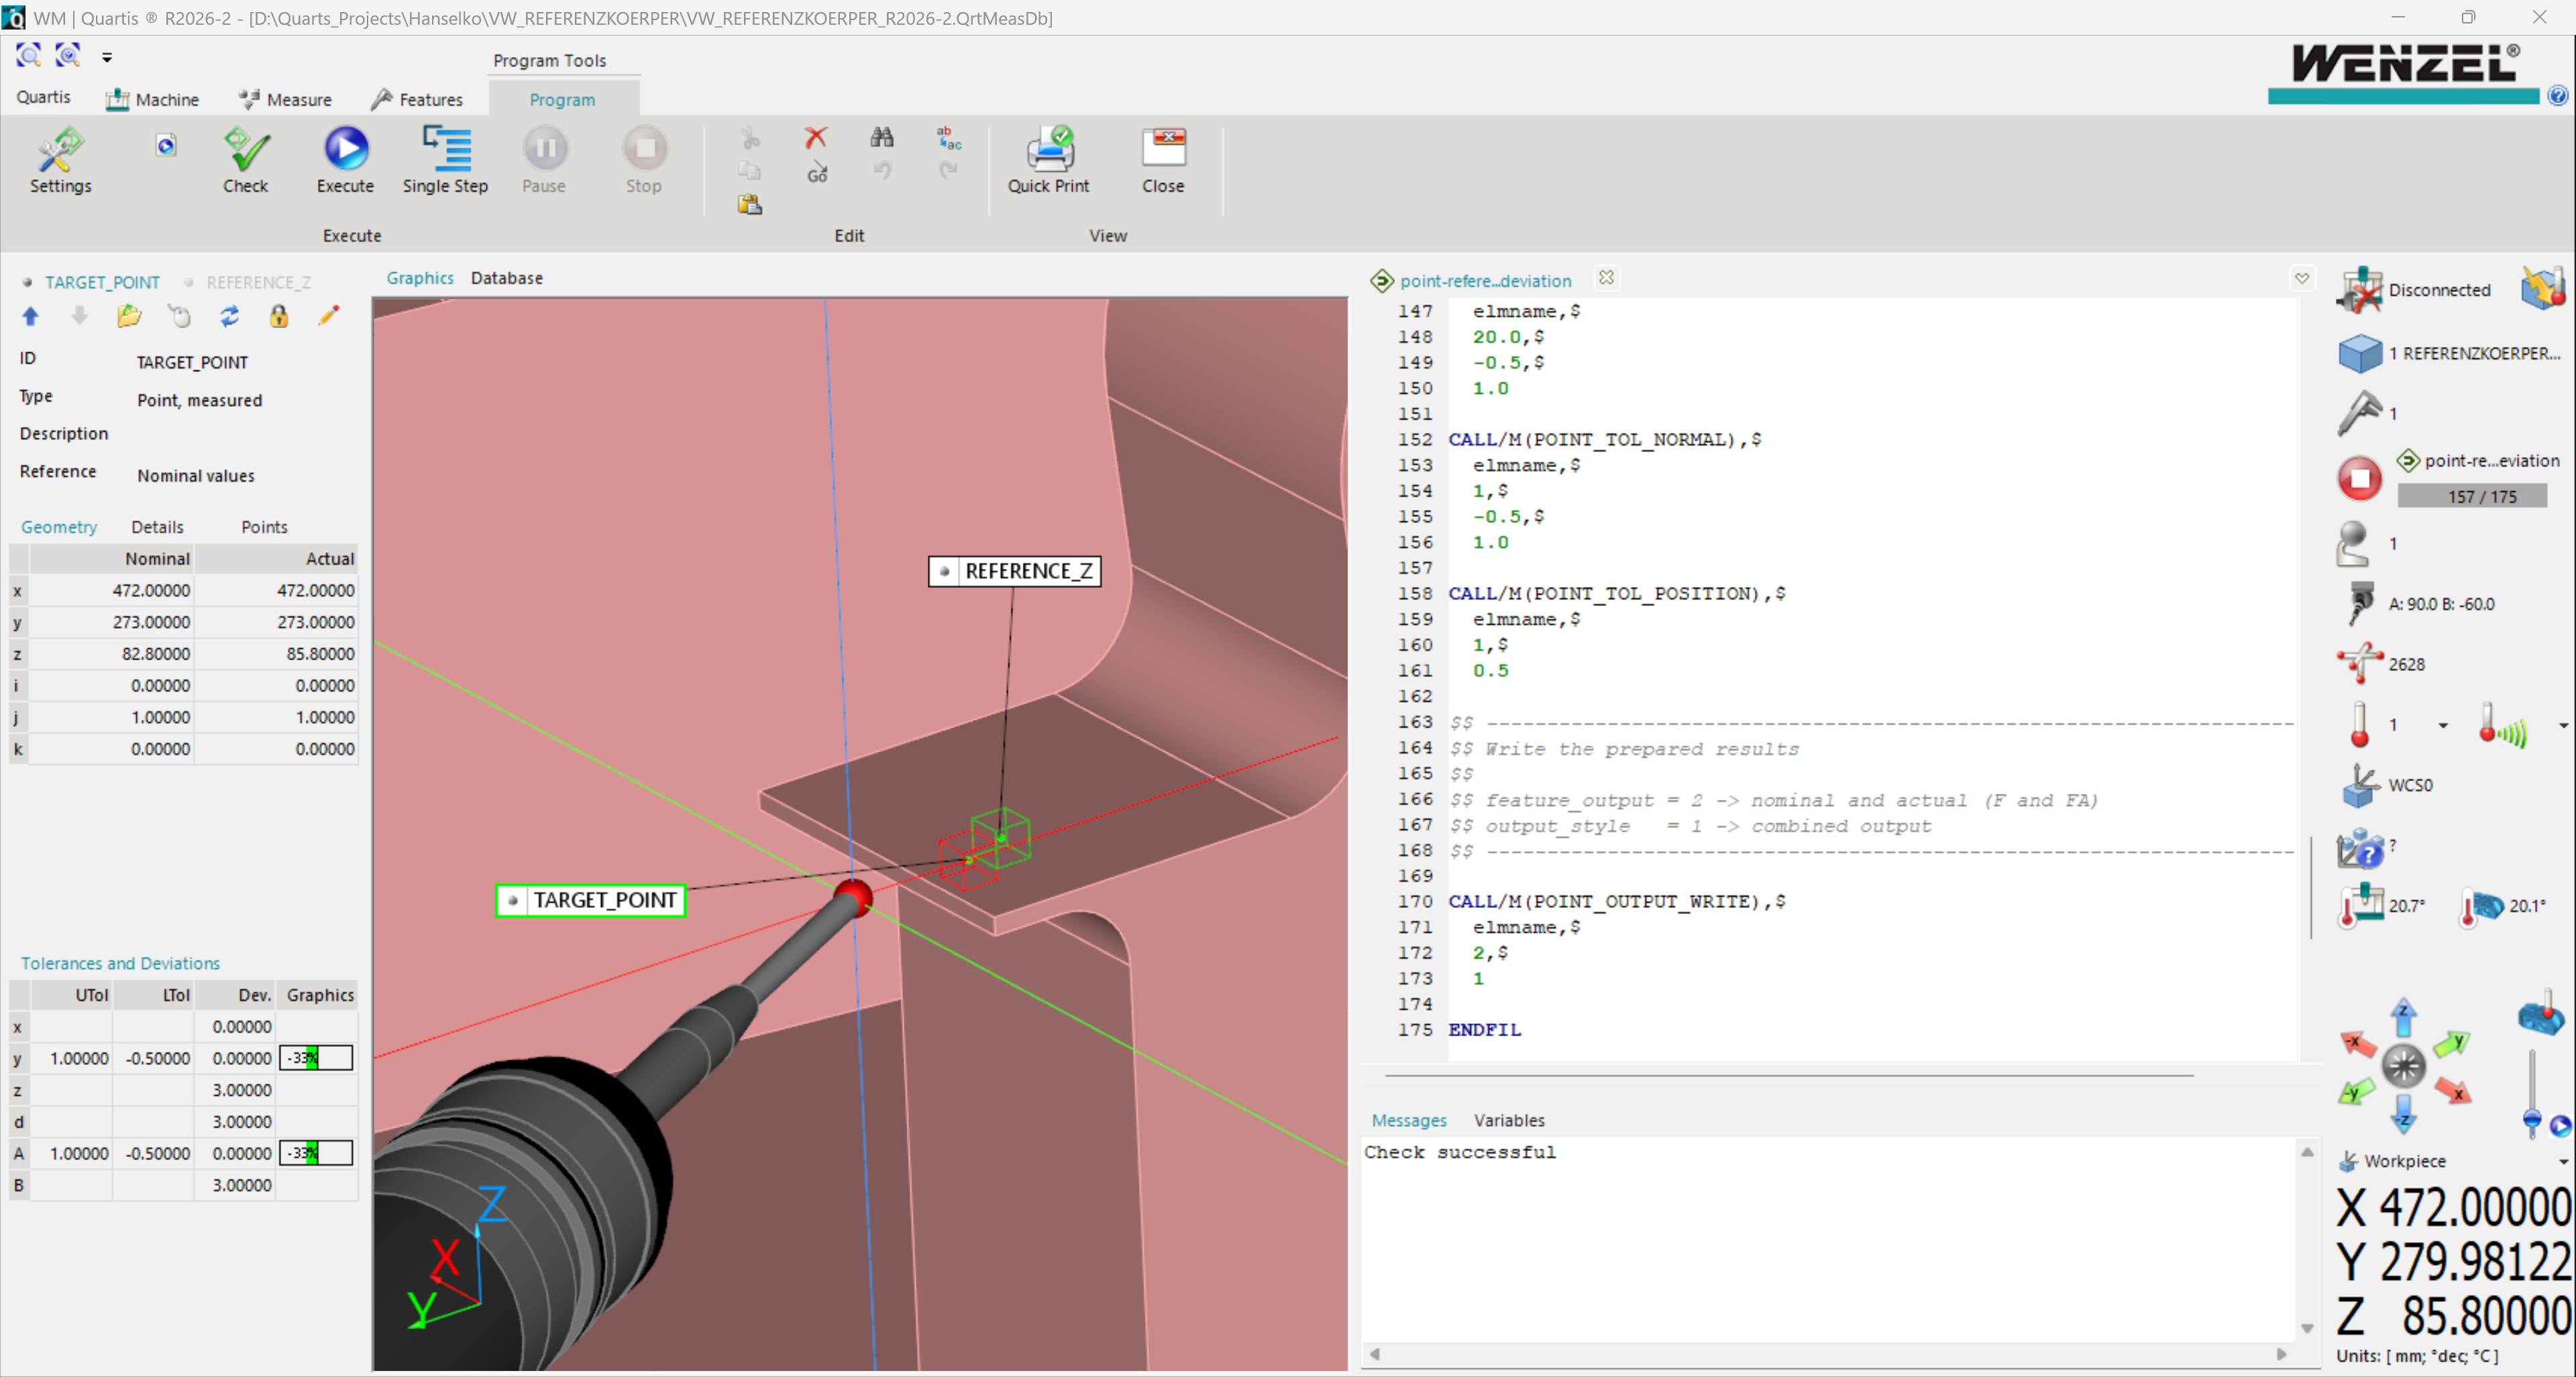 WM | Quartis ® R2026-2 - [D:\Quarts_Projects\Hanselko\VW_REFERENZKOERPER\VW_REFERENZKOERPER_R2026-2.QrtMeasDb]
Program Tools
WENZEL®
Quartis Machine Measure Features Program
Settings Check Execute Single Step Pause Stop GO ab ac Quick Print Close
Execute Edit View
TARGET_POINT REFERENCE_Z
ID TARGET_POINT
Type Point, measured
Description
Reference Nominal values
Geometry Details Points
Nominal Actual
x 472.00000 472.00000
y 273.00000 273.00000
z 82.80000 85.80000
i 0.00000 0.00000
j 1.00000 1.00000
k 0.00000 0.00000
Tolerances and Deviations
UTol LTol Dev. Graphics
x 0.00000
y 1.00000 -0.50000 0.00000 -33%
z 3.00000
d 3.00000
A 1.00000 -0.50000 0.00000 -33%
B 3.00000
Graphics Database
REFERENCE_Z
TARGET_POINT
Z
X
Y
point-refere...deviation
147 elmname,$
148 20.0,$
149 -0.5,$
150 1.0
151
152 CALL/M(POINT_TOL_NORMAL),$
153 elmname,$
154 1,$
155 -0.5,$
156 1.0
157
158 CALL/M(POINT_TOL_POSITION),$
159 elmname,$
160 1,$
161 0.5
162
163 $$ -------------------------------------------------------------------
164 $$ Write the prepared results
165 $$
166 $$ feature_output = 2 -> nominal and actual (F and FA)
167 $$ output_style   = 1 -> combined output
168 $$ -------------------------------------------------------------------
169
170 CALL/M(POINT_OUTPUT_WRITE),$
171 elmname,$
172 2,$
173 1
174
175 ENDFIL
Messages Variables
Check successful
Disconnected
1 REFERENZKOERPER...
1
point-re...eviation
157 / 175
1
A: 90.0 B: -60.0
2628
1
WCS0
?
20.7° 20.1°
z
-x y
-y x
-z
Workpiece
X 472.00000
Y 279.98122
Z 85.80000
Units: [ mm; °dec; °C ]